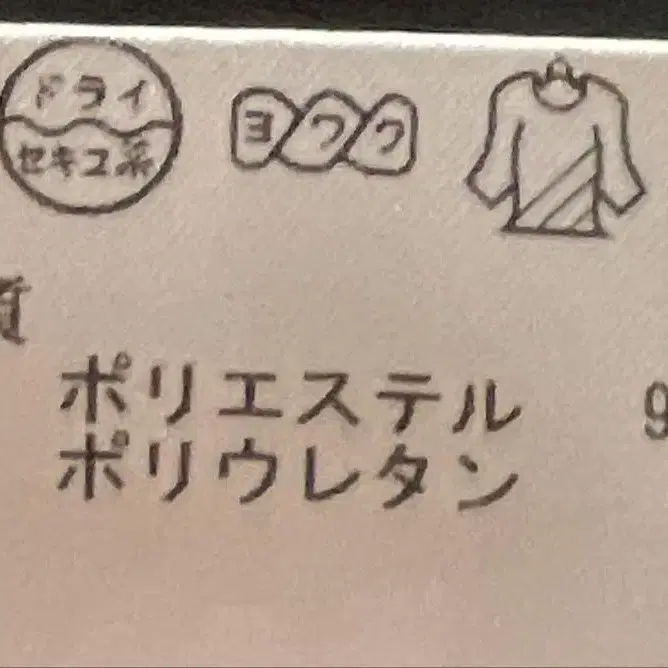 ドライ
セキユ系
ヨワク
ポリエステル 9
ポリウレタン